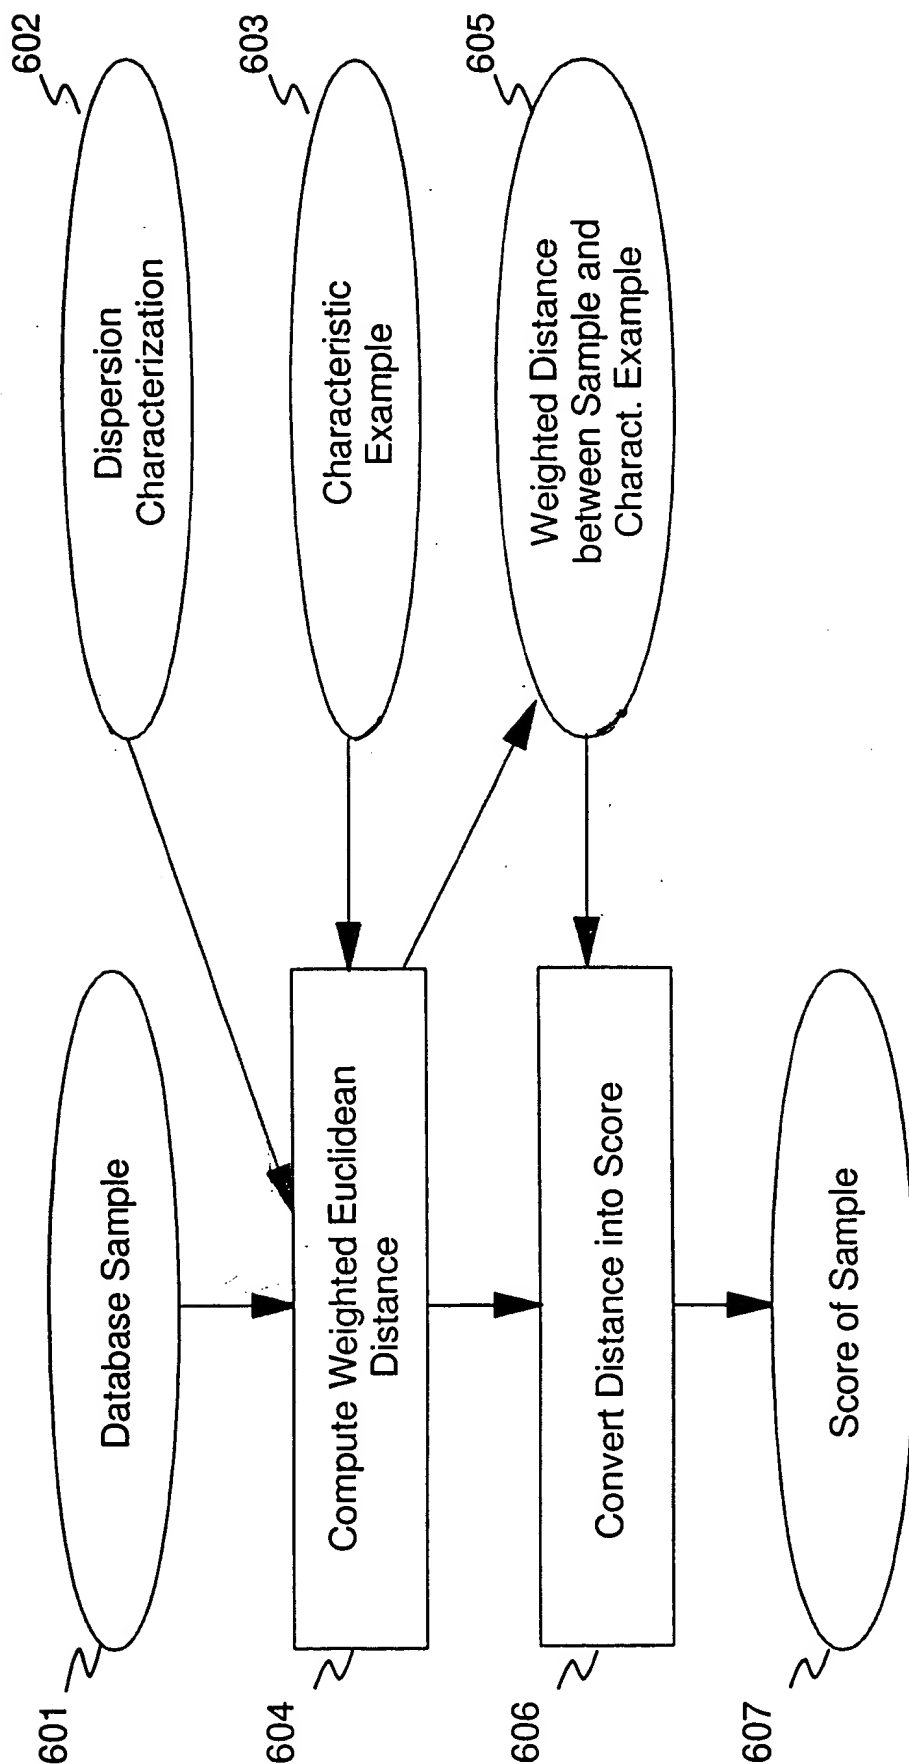 601
Database Sample
602
Dispersion
Characterization
603
Characteristic
Example
604
Compute Weighted Euclidean
Distance
605
Weighted Distance
between Sample and
Charact. Example
606
Convert Distance into Score
607
Score of Sample